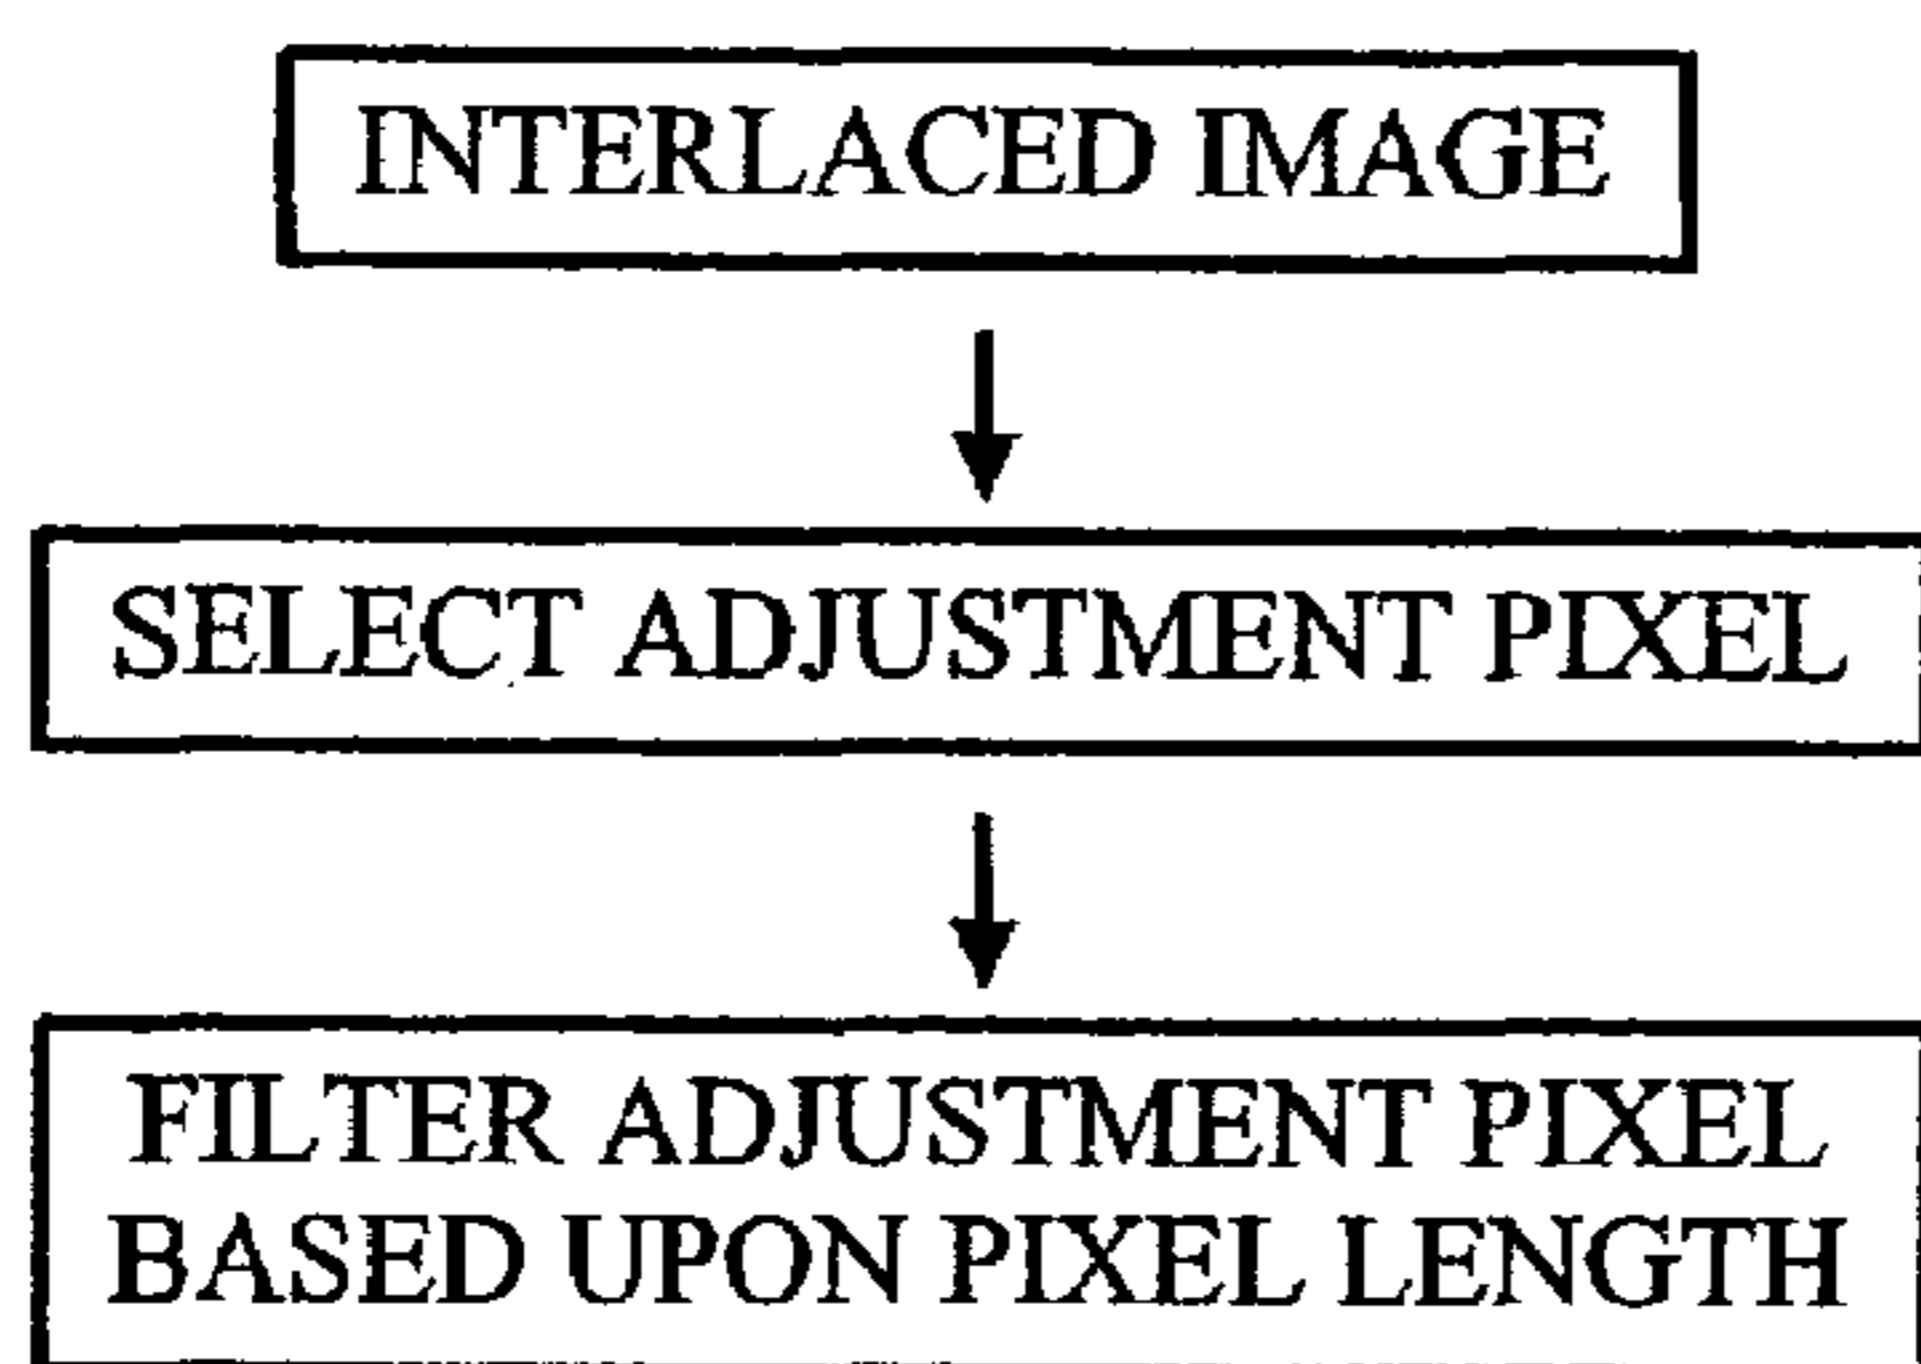 INTERLACED IMAGE
SELECT ADJUSTMENT PIXEL
FILTER ADJUSTMENT PIXEL
BASED UPON PIXEL LENGTH